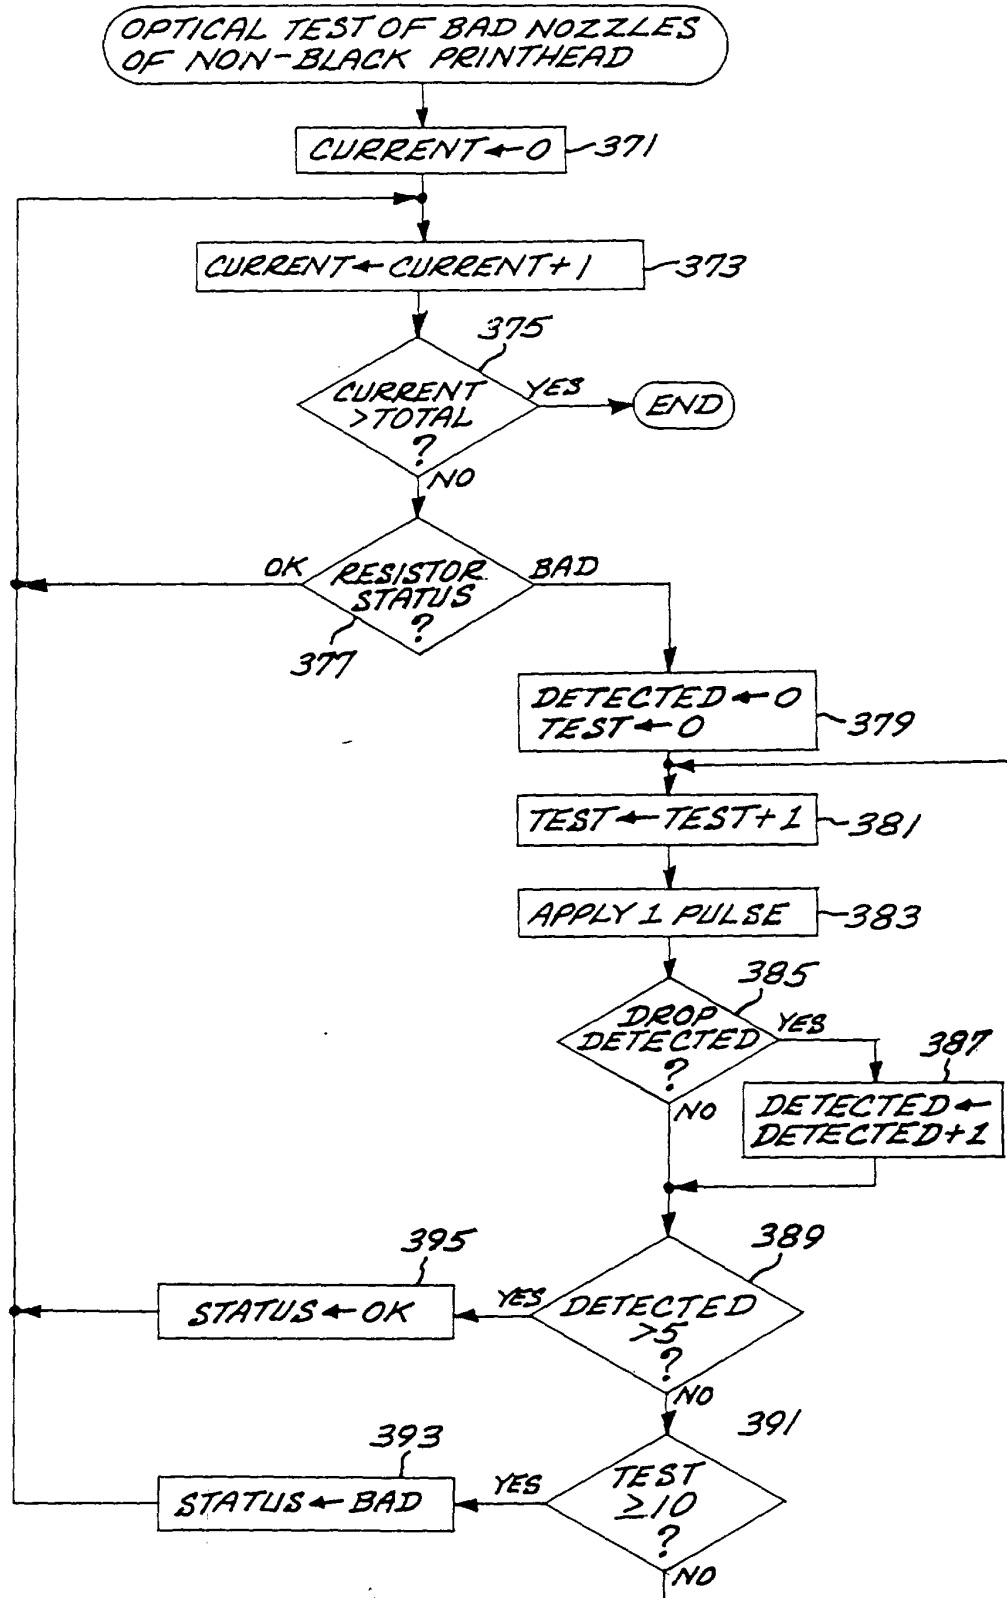 OPTICAL TEST OF BAD NOZZLES
OF NON-BLACK PRINTHEAD
CURRENT←0
371
CURRENT←CURRENT+1
373
375
CURRENT
>TOTAL
?
YES
END
NO
OK
RESISTOR
STATUS
?
BAD
377
DETECTED←0
TEST←0
379
TEST←TEST+1
381
APPLY 1 PULSE
383
385
DROP
DETECTED
?
YES
387
NO
DETECTED←
DETECTED+1
395
389
STATUS←OK
YES
DETECTED
>5
?
NO
393
391
STATUS←BAD
YES
TEST
≥10
?
NO